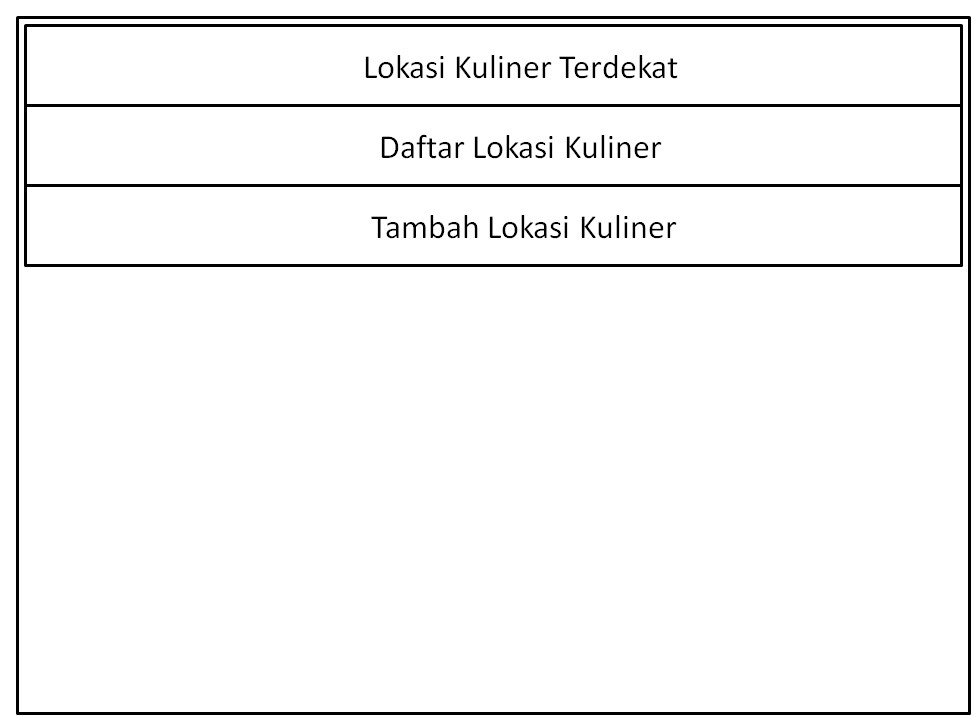 Lokasi Kuliner Terdekat
Daftar Lokasi Kuliner
Tambah Lokasi Kuliner